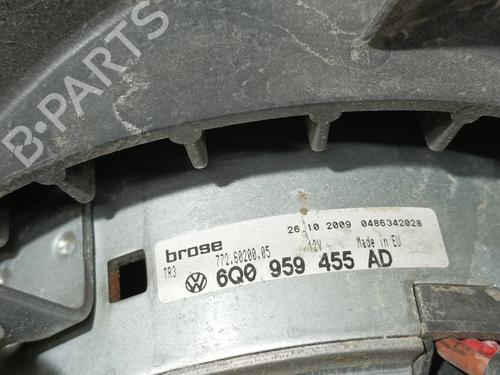 B-PARTS
brose 26.10.2009 0486342028
772.60200.05 12V Made in EU
TR3 6Q0 959 455 AD